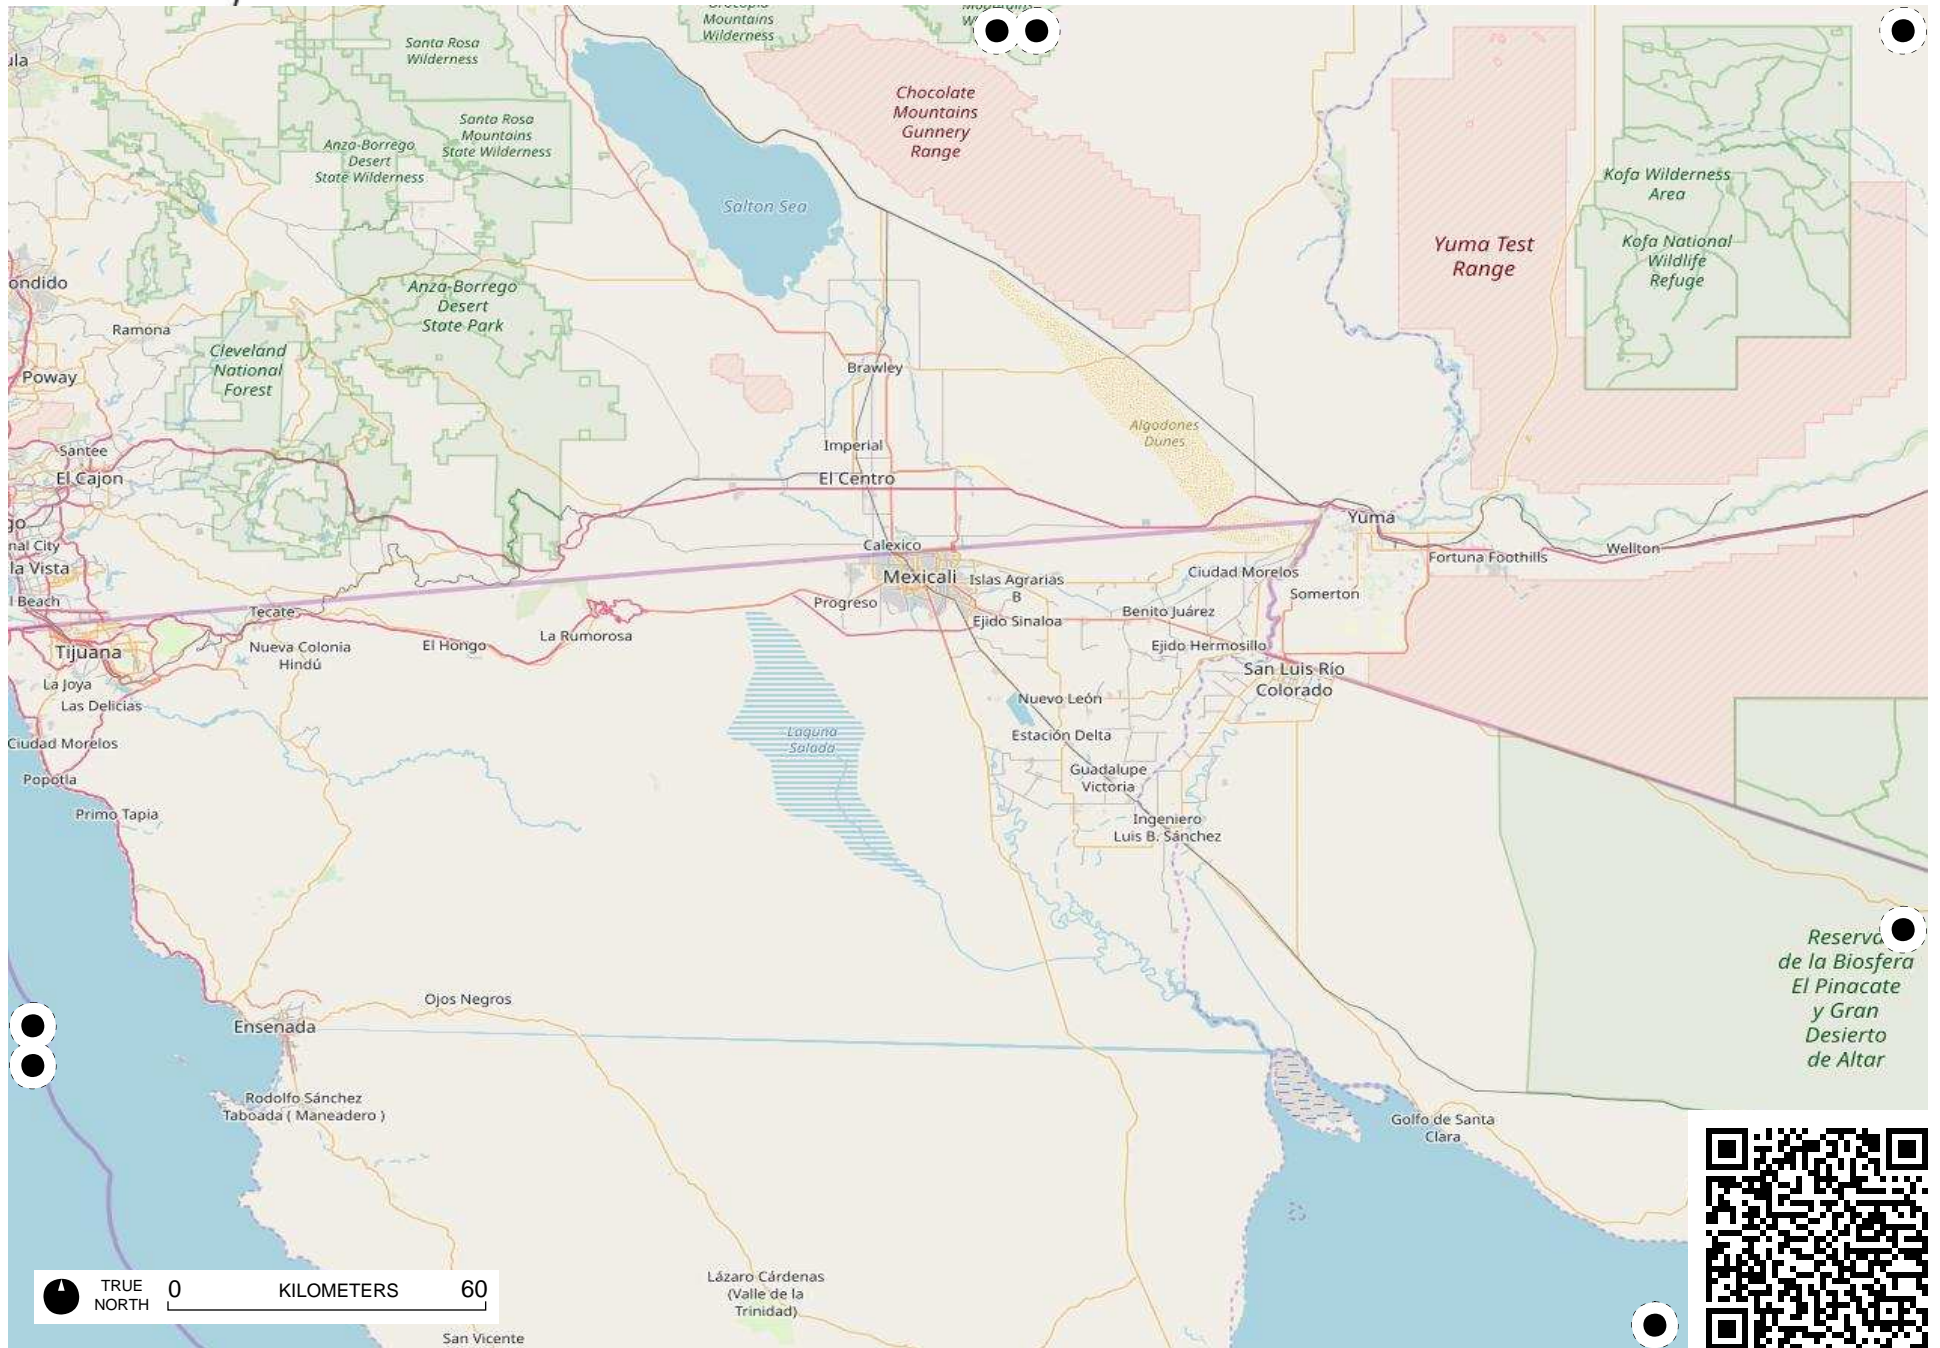 Mountains
Wilderness
Santa Rosa
Wilderness
Chocolate
Mountains
Gunnery
Range
Santa Rosa
Mountains
State Wilderness
Anza-Borrego
Desert
State Wilderness
Salton Sea
Kofa Wilderness
Area
Yuma Test
Range
Kofa National
Wildlife
Refuge
ondido
Anza-Borrego
Desert
State Park
Ramona
Cleveland
National
Forest
Poway
Brawley
Algodones
Dunes
Imperial
Santee
El Cajon
El Centro
Yuma
nal City
la Vista
l Beach
Calexico
Mexicali
Islas Agrarias
B
Ciudad Morelos
Fortuna Foothills
Wellton
Somerton
Progreso
Benito Juárez
Ejido Sinaloa
Tecate
La Rumorosa
El Hongo
Nueva Colonia
Hindú
Tijuana
Ejido Hermosillo
San Luis Río
Colorado
La Joya
Las Delicias
Nuevo León
Laguna
Salada
Estación Delta
Ciudad Morelos
Popotla
Guadalupe
Victoria
Primo Tapia
Ingeniero
Luis B. Sánchez
Reserva
de la Biosfera
El Pinacate
y Gran
Desierto
de Altar
Ojos Negros
Ensenada
Rodolfo Sánchez
Taboada ( Maneadero )
Golfo de Santa
Clara
Lázaro Cárdenas
(Valle de la
Trinidad)
San Vicente
TRUE
NORTH
0 KILOMETERS 60